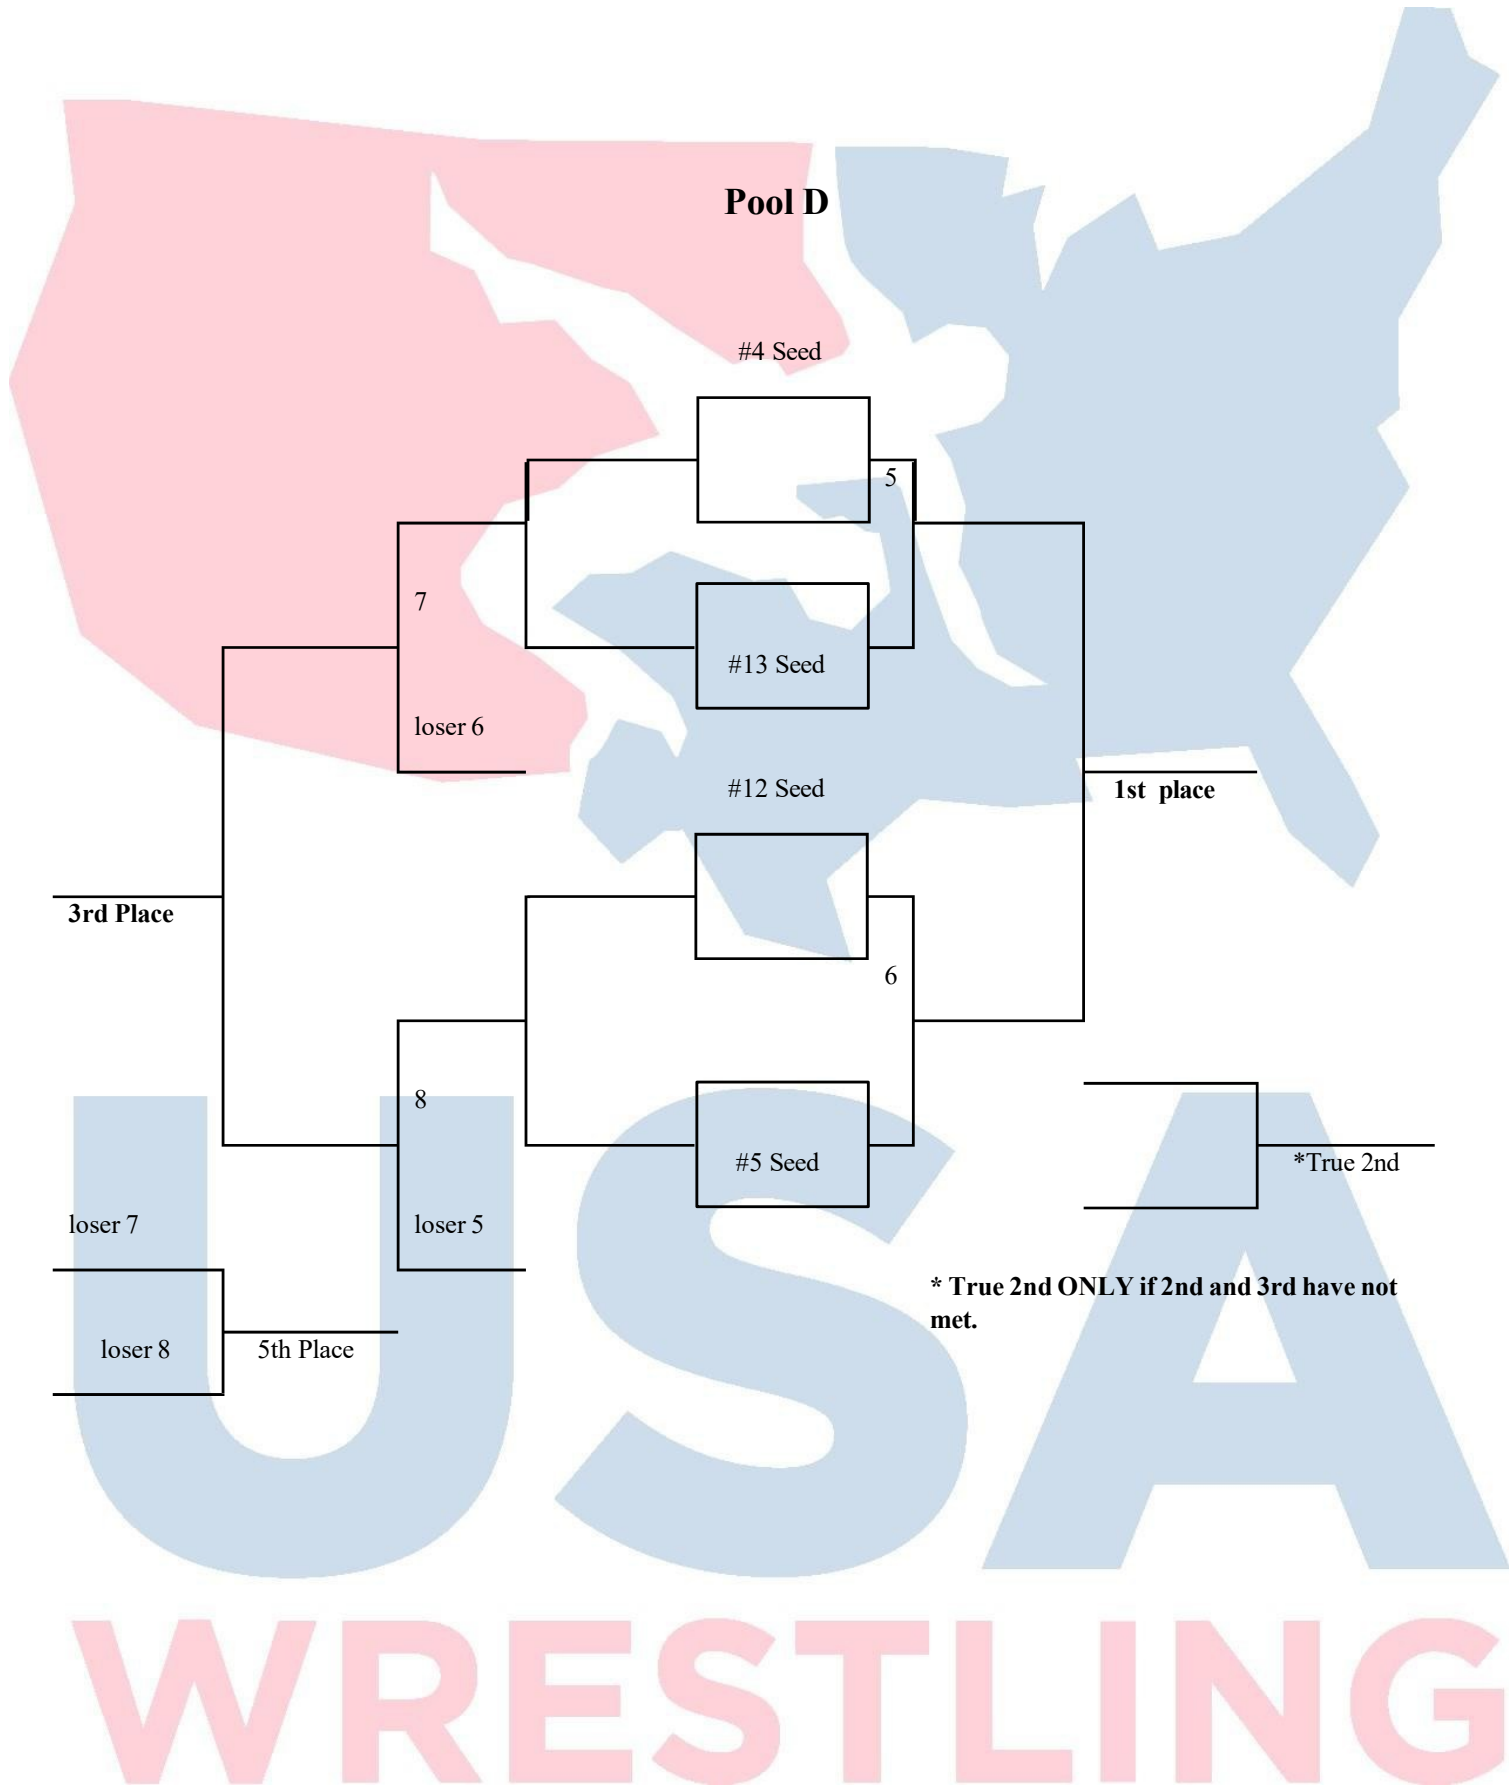 Pool D
#4 Seed
5
7
#13 Seed
loser 6
#12 Seed
1st place
3rd Place
6
8
#5 Seed
*True 2nd
loser 7
loser 5
* True 2nd ONLY if 2nd and 3rd have not
met.
loser 8
5th Place
USA
WRESTLING